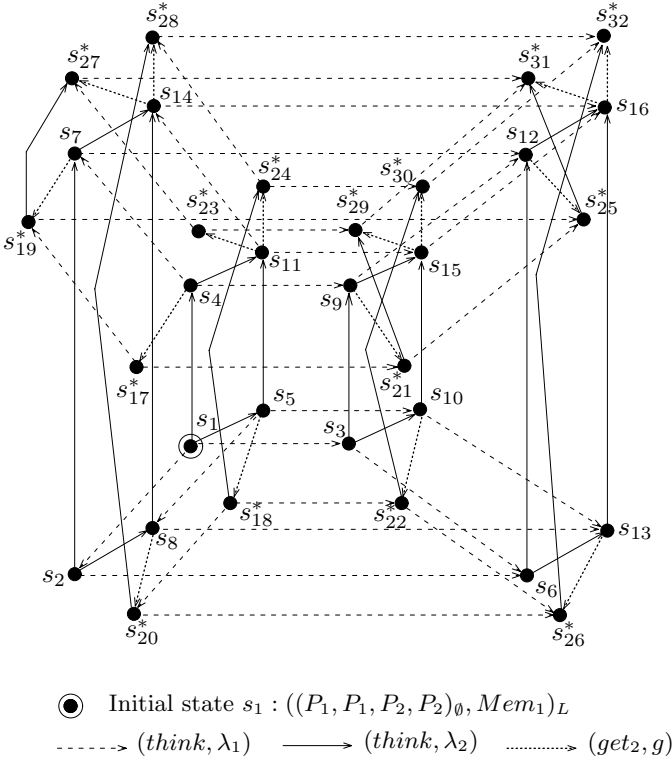 s*28 s*32
s*27 s*31
s14 s16
s7 s12
s*24 s*30
s*23 s*29 s*25
s*19
s11 s15
s4 s9
s*17 s*21
s1 s5 s3 s10
s*18 s*22
s8 s13
s2 s6
s*20 s*26
Initial state s1 : ((P1, P1, P2, P2)∅, Mem1)L
(think, λ1) (think, λ2) (get2, g)